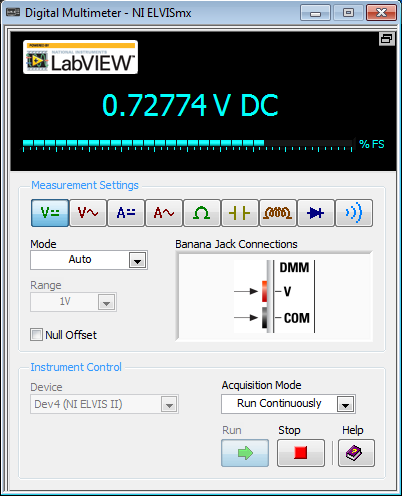 Digital Multimeter - NI ELVISmx
POWERED BY
NATIONAL INSTRUMENTS
LabVIEW™
0.72774 V DC
% FS
Measurement Settings
V V A A Ω
Mode
Auto
Banana Jack Connections
DMM
V
COM
Range
1V
Null Offset
Instrument Control
Device
Dev4 (NI ELVIS II)
Acquisition Mode
Run Continuously
Run Stop Help